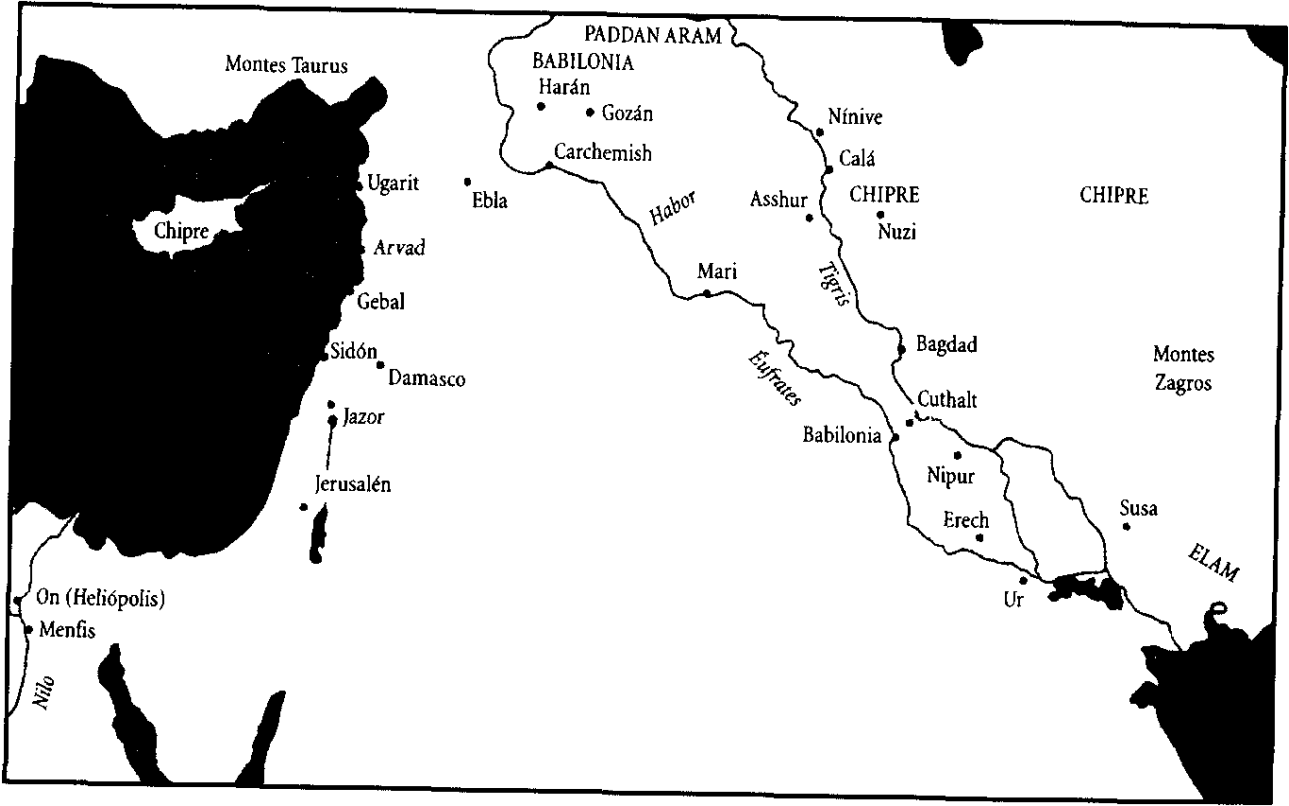 PADDAN ARAM
Montes Taurus
BABILONIA
Harán
Gozán
Nínive
Carchemish
Calá
Ugarit
Ebla
Habor
Asshur
CHIPRE
CHIPRE
Nuzi
Chipre
Arvad
Mari
Tigris
Gebal
Sidón
Damasco
Bagdad
Montes
Zagros
Éufrates
Cuthalt
Jazor
Babilonia
Nipur
Jerusalén
Erech
Susa
ELAM
On (Heliópolis)
Ur
Menfis
Nilo